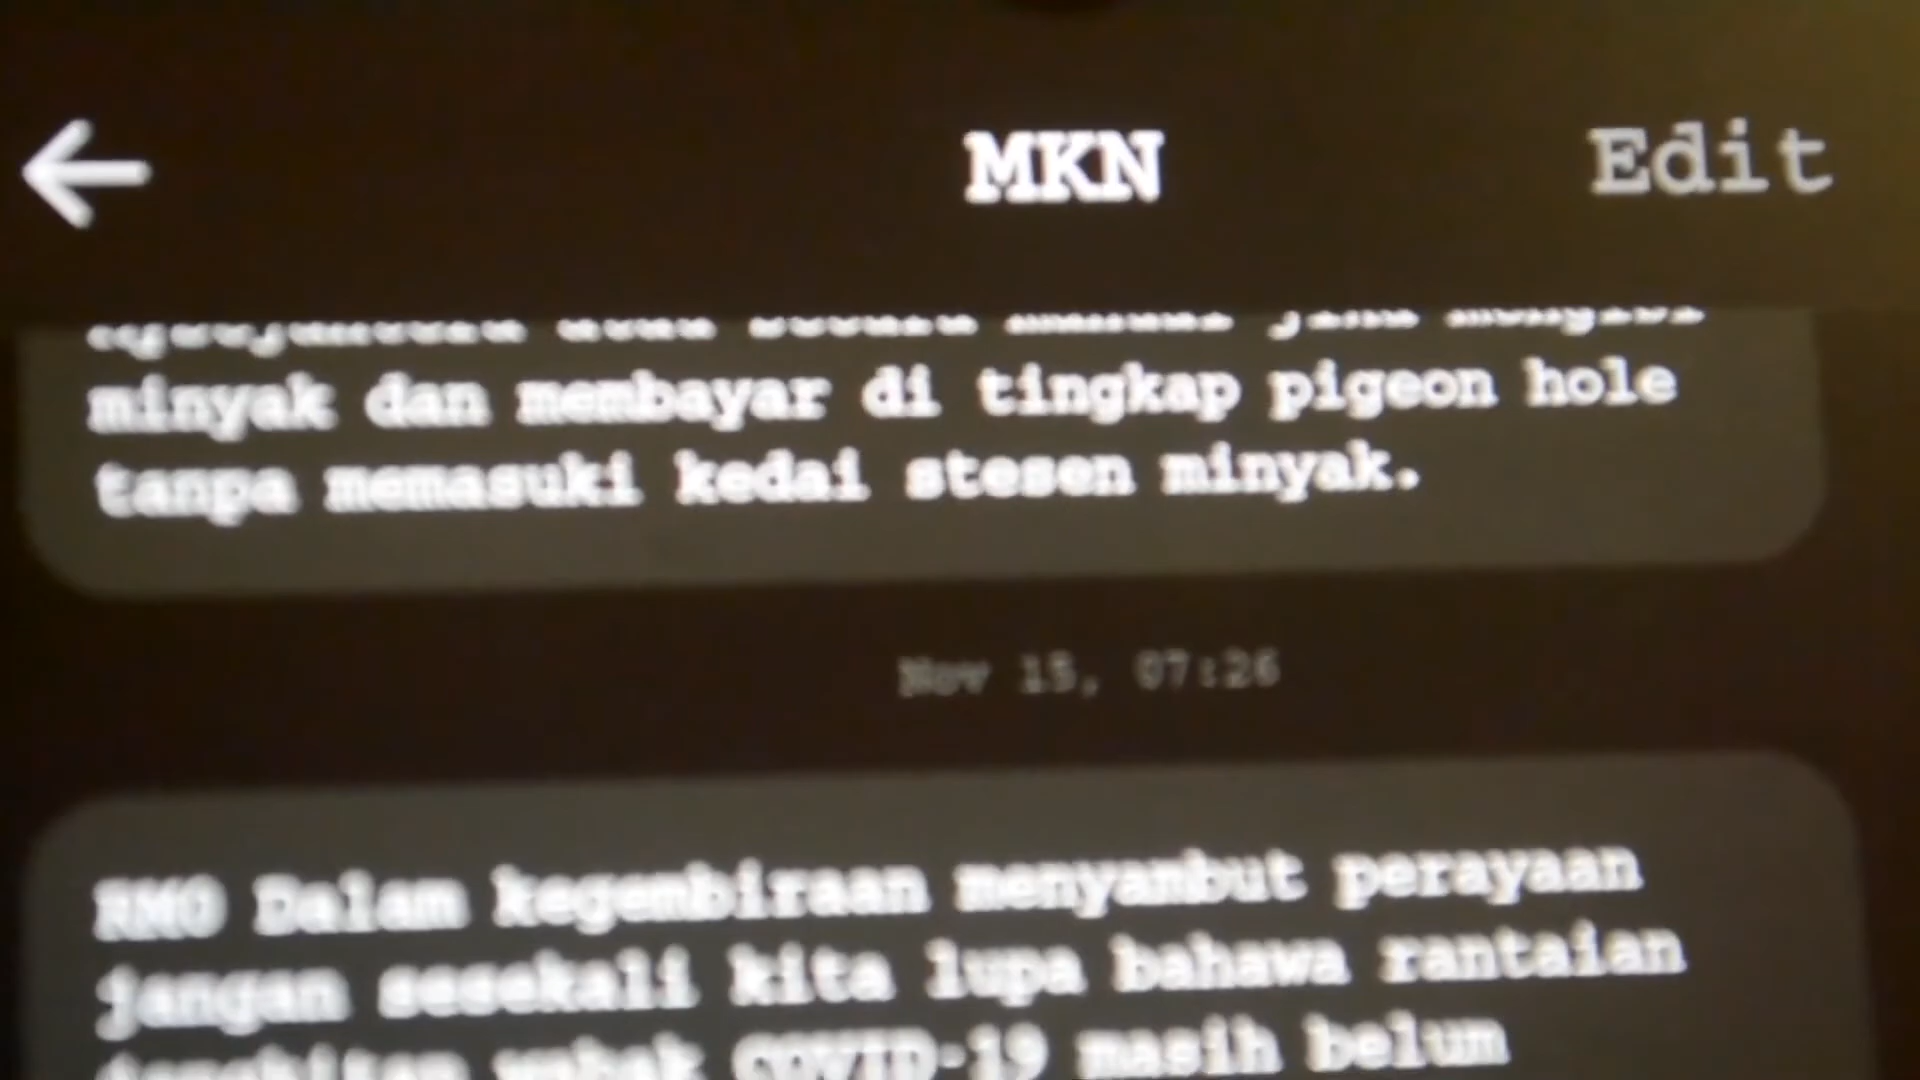 MKN
Edit
minyak dan membayar di tingkap pigeon hole
tanpa memasuki kedai stesen minyak.
Nov 15, 07:26
RM0 Dalam kegembiraan menyambut perayaan
jangan sesekali kita lupa bahawa rantaian
COVID-19 masih belum